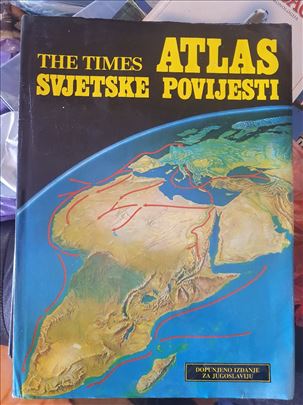 THE TIMES ATLAS
SVJETSKE POVIJESTI
DOPUNJENO IZDANJE
ZA JUGOSLAVIJU